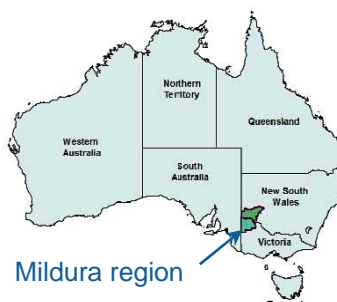 Northern
Territory
Queensland
Western
Australia
South
Australia
New South
Wales
Victoria
Mildura region